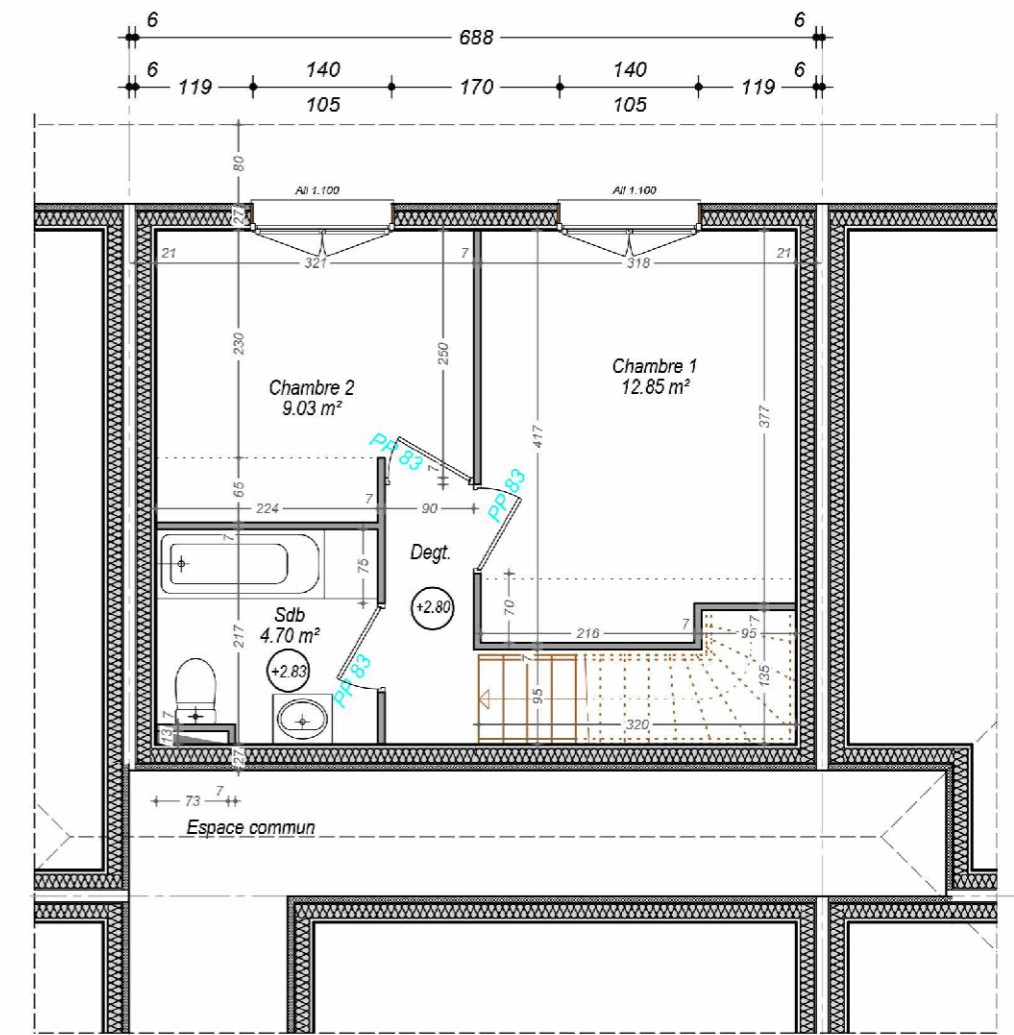 6 688 6
6 119 140 170 140 119 6
105 105
80
All 1.100 All 1.100
27
21 321 7 318 21
230 250 417 377
Chambre 1
12.85 m²
Chambre 2
9.03 m²
PP 83
7
PP 83
65
224 7 90
7 75
Degt.
+2.80
70
Sdb
4.70 m²
217
216 7 95 7
+2.83
PP 83
7
95 135
320
7
13
27
73 7
Espace commun